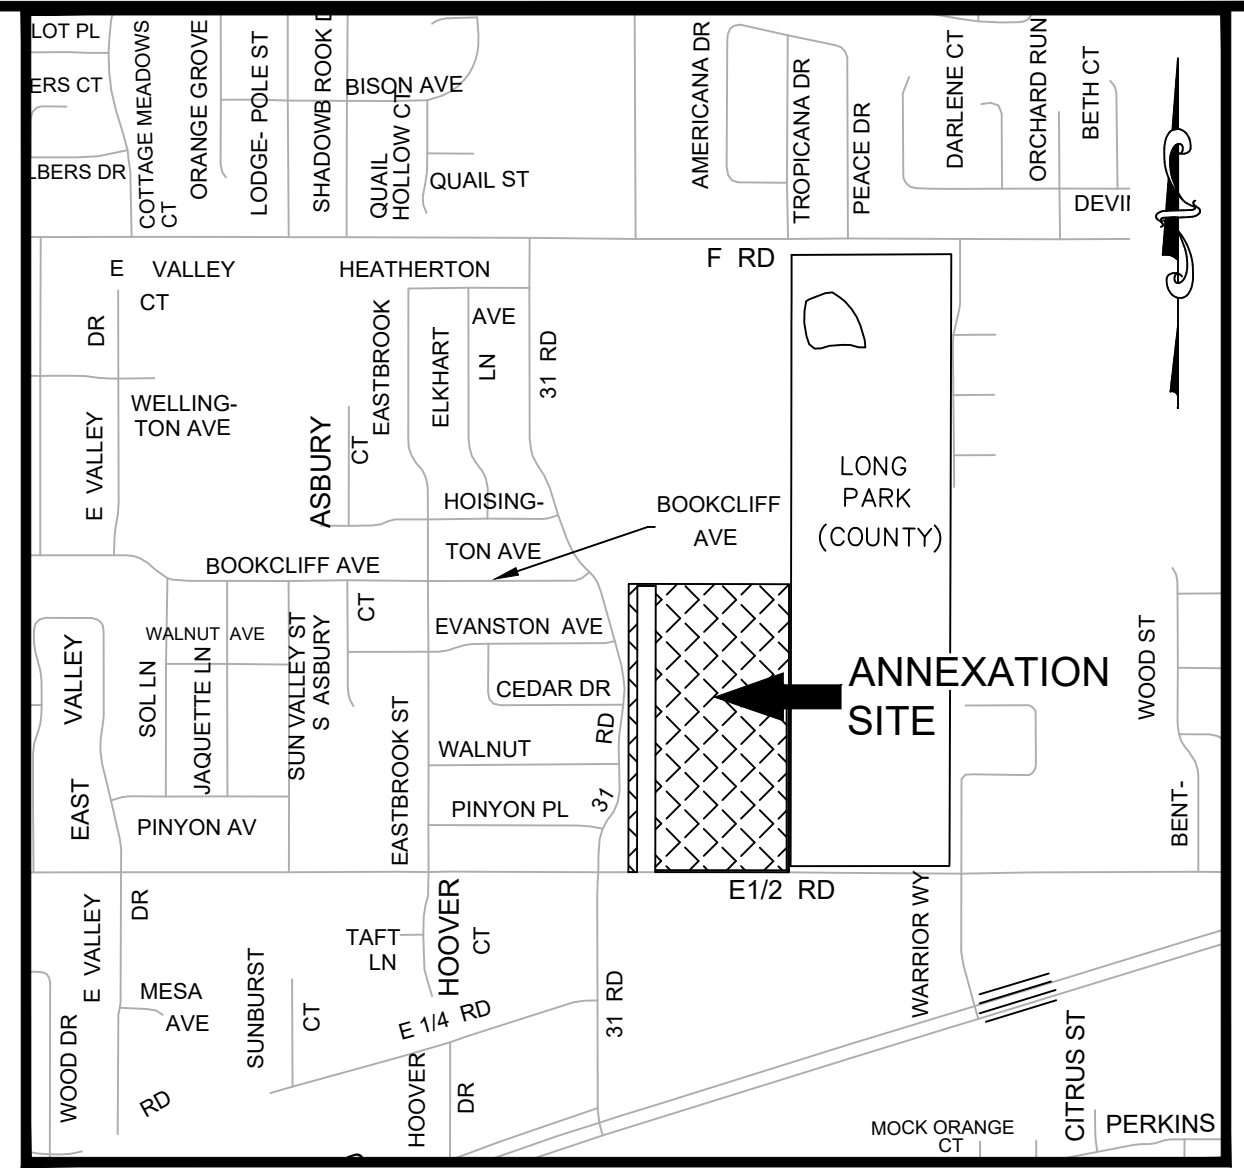 LOT PL
ERS CT
LBERS DR
COTTAGE MEADOWS
CT
ORANGE GROVE
LODGE- POLE ST
SHADOWB ROOK
BISON AVE
QUAIL
HOLLOW CT
QUAIL ST
AMERICANA DR
TROPICANA DR
PEACE DR
DARLENE CT
ORCHARD RUN
BETH CT
DEVI
F RD
E VALLEY
CT
DR
HEATHERTON
AVE
EASTBROOK
ELKHART
LN
31 RD
WELLING-
TON AVE
E VALLEY
ASBURY
CT
HOISING-
TON AVE
BOOKCLIFF
AVE
LONG
PARK
(COUNTY)
BOOKCLIFF AVE
CT
EVANSTON AVE
WALNUT AVE
SOL LN
JAQUETTE LN
SUN VALLEY ST
S ASBURY
VALLEY
EAST
CEDAR DR
RD
31
WALNUT
PINYON PL
EASTBROOK ST
PINYON AV
ANNEXATION
SITE
WOOD ST
BENT-
E1/2 RD
E VALLEY
DR
TAFT
LN
HOOVER
CT
WARRIOR WY
MESA
AVE
SUNBURST
CT
E 1/4 RD
31 RD
WOOD DR
RD
HOOVER
DR
CITRUS ST
MOCK ORANGE
CT
PERKINS